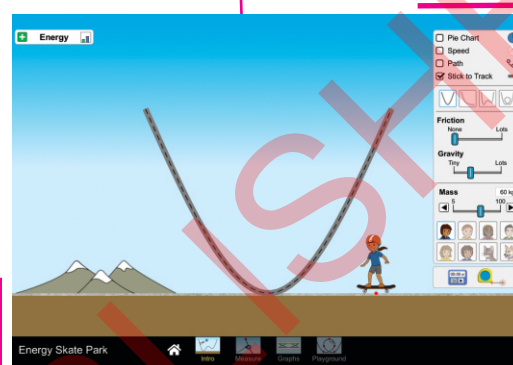 Energy
Pie Chart
Speed
Path
Stick to Track
Friction
None Lots
Gravity
Tiny Lots
Mass
60 kg
5 100
Energy Skate Park
Intro
Measure
Graphs
Playground